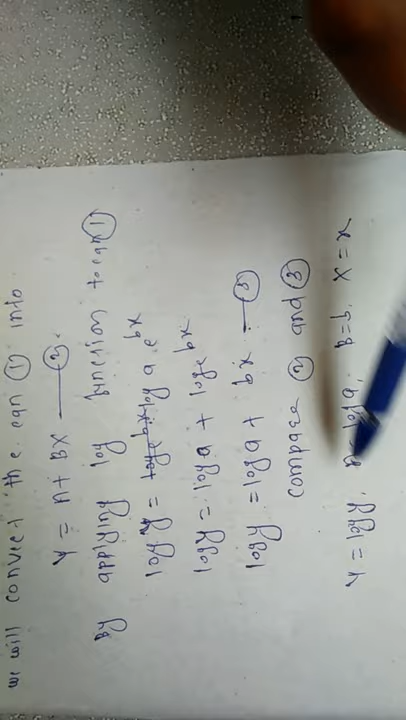 we will convert the eqn ① into
Y = A + BX — ②.
By applying log function to eqn ①
log y = log a e^bx
log y = log a + log e^bx
log y = log a + bx — ③
compare ② and ③
Y = log y. A = log a, B = b X = x